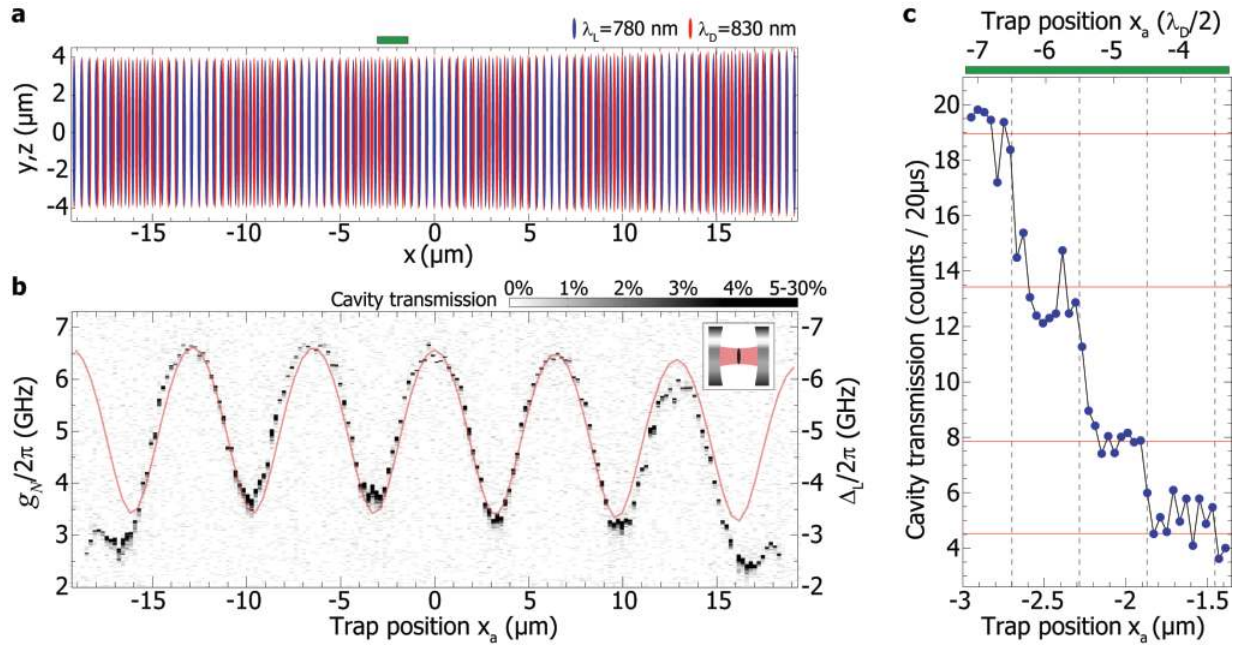 a
λL=780 nm λD=830 nm
4
2
0
-2
-4
y,z (μm)
-15 -10 -5 0 5 10 15
x (μm)
b
Cavity transmission 0% 1% 2% 3% 4% 5-30%
7
6
5
4
3
2
gN/2π (GHz)
-7
-6
-5
-4
-3
-2
ΔL/2π (GHz)
-15 -10 -5 0 5 10 15
Trap position xa (μm)
c
Trap position xa (λD/2)
-7 -6 -5 -4
20
18
16
14
12
10
8
6
4
Cavity transmission (counts / 20μs)
-3 -2.5 -2 -1.5
Trap position xa (μm)